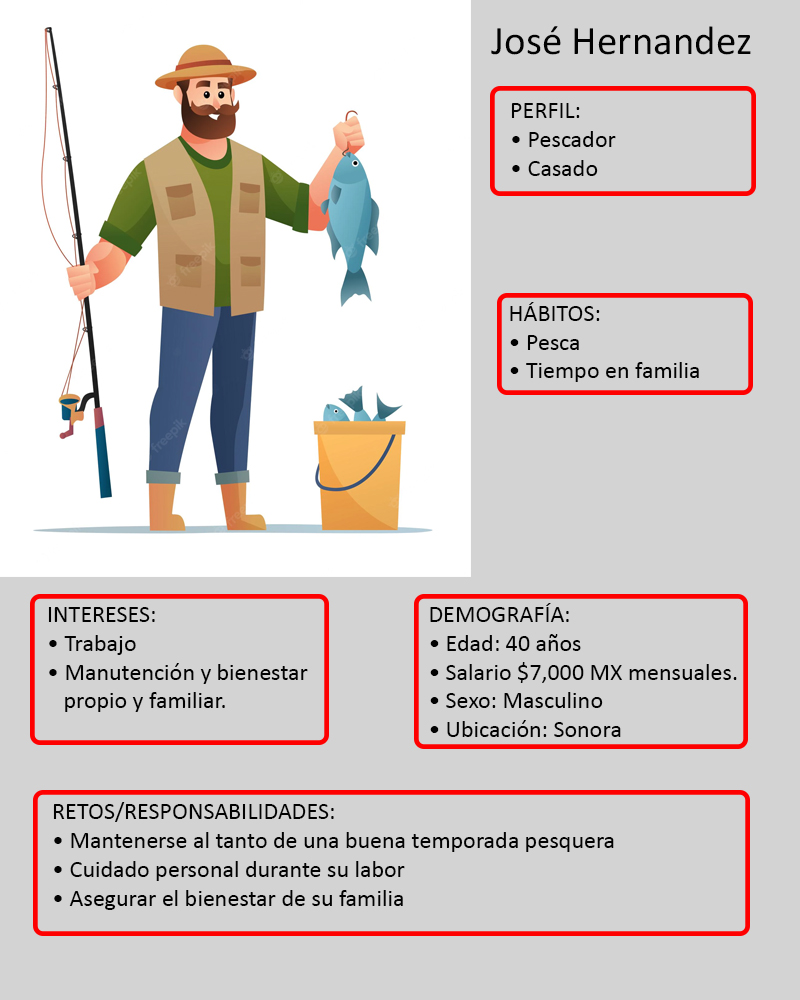 José Hernandez
PERFIL:
• Pescador
• Casado
HÁBITOS:
• Pesca
• Tiempo en familia
INTERESES:
• Trabajo
• Manutención y bienestar
propio y familiar.
DEMOGRAFÍA:
• Edad: 40 años
• Salario $7,000 MX mensuales.
• Sexo: Masculino
• Ubicación: Sonora
RETOS/RESPONSABILIDADES:
• Mantenerse al tanto de una buena temporada pesquera
• Cuidado personal durante su labor
• Asegurar el bienestar de su familia